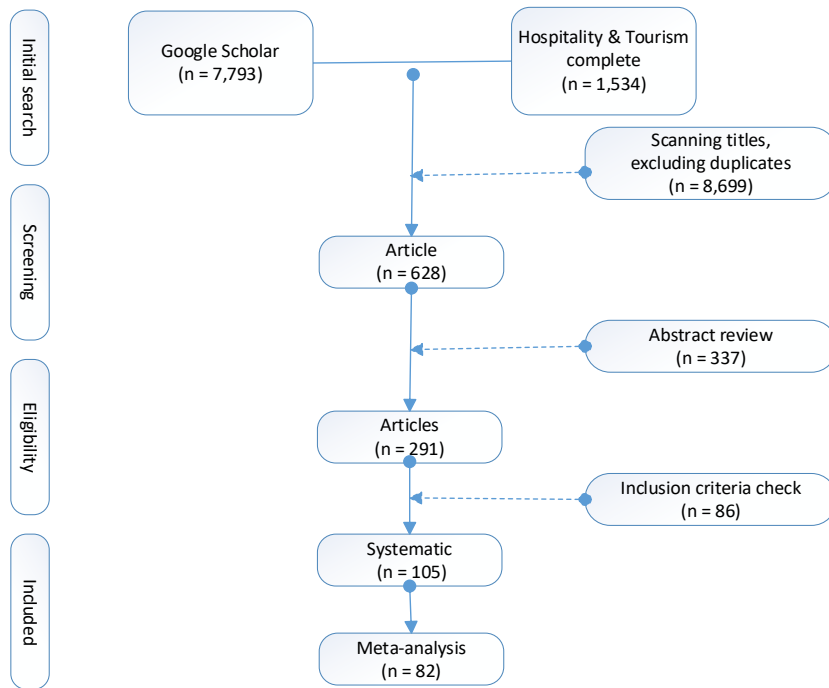 Initial search
Google Scholar
(n = 7,793)
Hospitality & Tourism
complete
(n = 1,534)
Scanning titles,
excluding duplicates
(n = 8,699)
Screening
Article
(n = 628)
Abstract review
(n = 337)
Eligibility
Articles
(n = 291)
Inclusion criteria check
(n = 86)
Included
Systematic
(n = 105)
Meta-analysis
(n = 82)